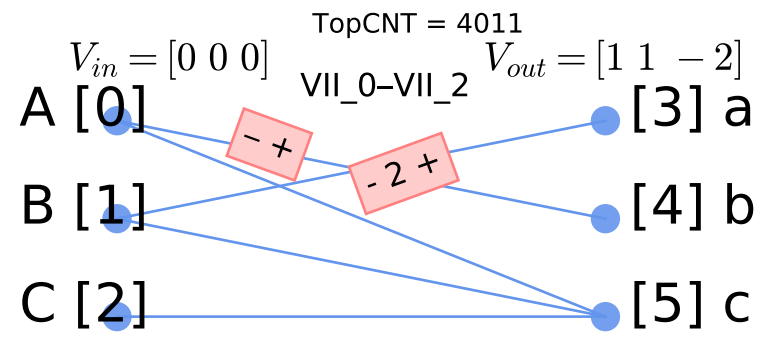 TopCNT = 4011
V_in = [0 0 0]
V_out = [1 1 −2]
VII_0–VII_2
A [0]
[3] a
− +
- 2 +
B [1]
[4] b
C [2]
[5] c